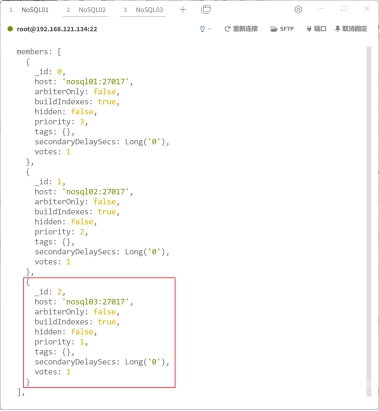 1 NoSQL01 2 NoSQL02 3 NoSQL03
root@192.168.121.134:22 重新连接 SFTP 端口 取消固定
members: [
{
_id: 0,
host: 'nosql01:27017',
arbiterOnly: false,
buildIndexes: true,
hidden: false,
priority: 3,
tags: {},
secondaryDelaySecs: Long('0'),
votes: 1
},
{
_id: 1,
host: 'nosql02:27017',
arbiterOnly: false,
buildIndexes: true,
hidden: false,
priority: 2,
tags: {},
secondaryDelaySecs: Long('0'),
votes: 1
},
{
_id: 2,
host: 'nosql03:27017',
arbiterOnly: false,
buildIndexes: true,
hidden: false,
priority: 1,
tags: {},
secondaryDelaySecs: Long('0'),
votes: 1
}
],